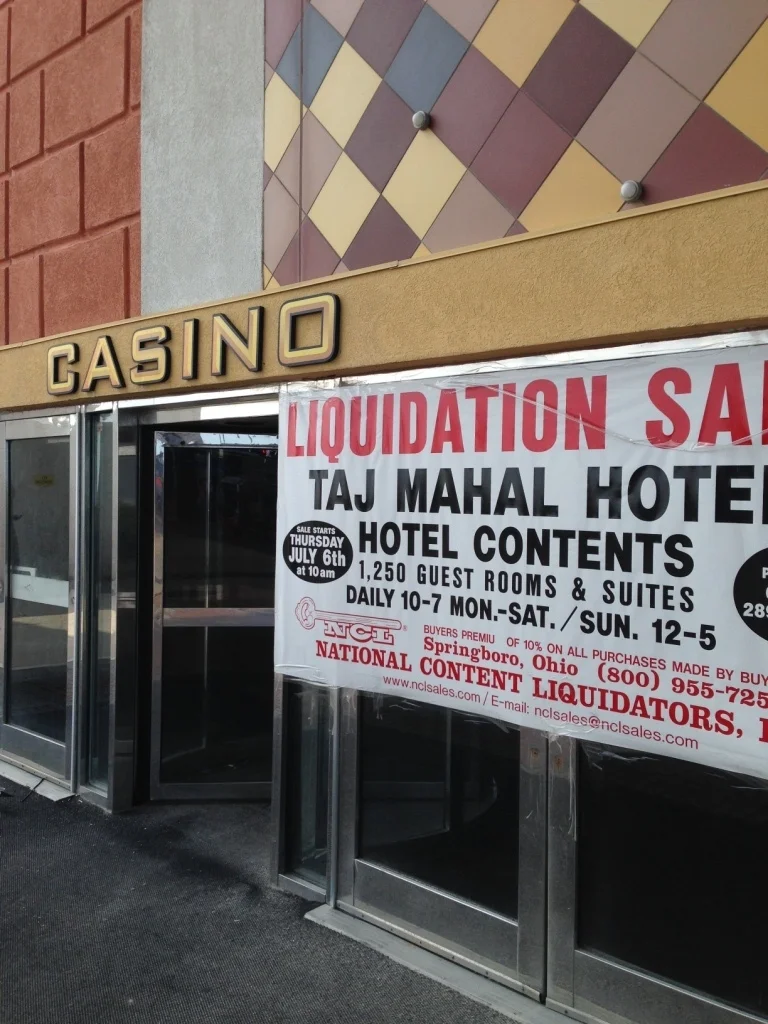 CASINO
LIQUIDATION SA
TAJ MAHAL HOTE
SALE STARTS
THURSDAY
JULY 6th
at 10am
HOTEL CONTENTS
1,250 GUEST ROOMS & SUITES
DAILY 10-7 MON.-SAT. / SUN. 12-5
289
NCL
BUYERS PREMIU OF 10% ON ALL PURCHASES MADE BY BUY
Springboro, Ohio (800) 955-725
NATIONAL CONTENT LIQUIDATORS,
www.nclsales.com / E-mail: nclsales@nclsales.com